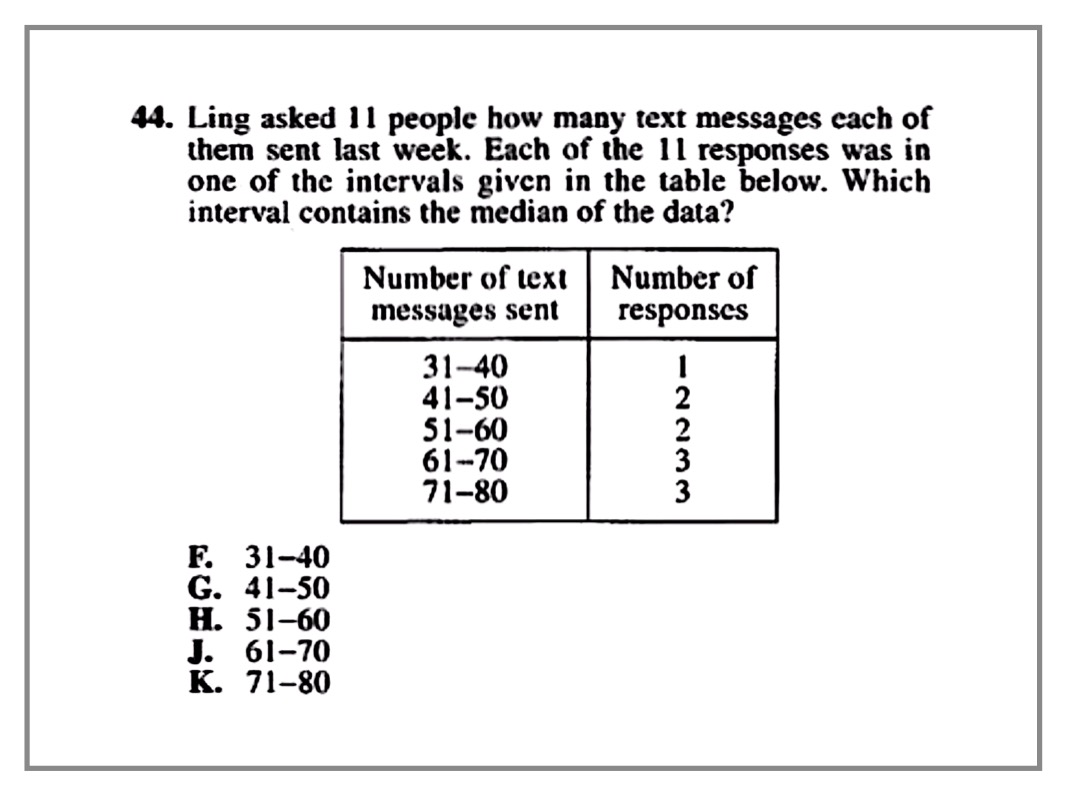 44. Ling asked 11 people how many text messages each of
them sent last week. Each of the 11 responses was in
one of the intervals given in the table below. Which
interval contains the median of the data?
Number of text Number of
messages sent responses
31–40 1
41–50 2
51–60 2
61–70 3
71–80 3
F. 31–40
G. 41–50
H. 51–60
J. 61–70
K. 71–80